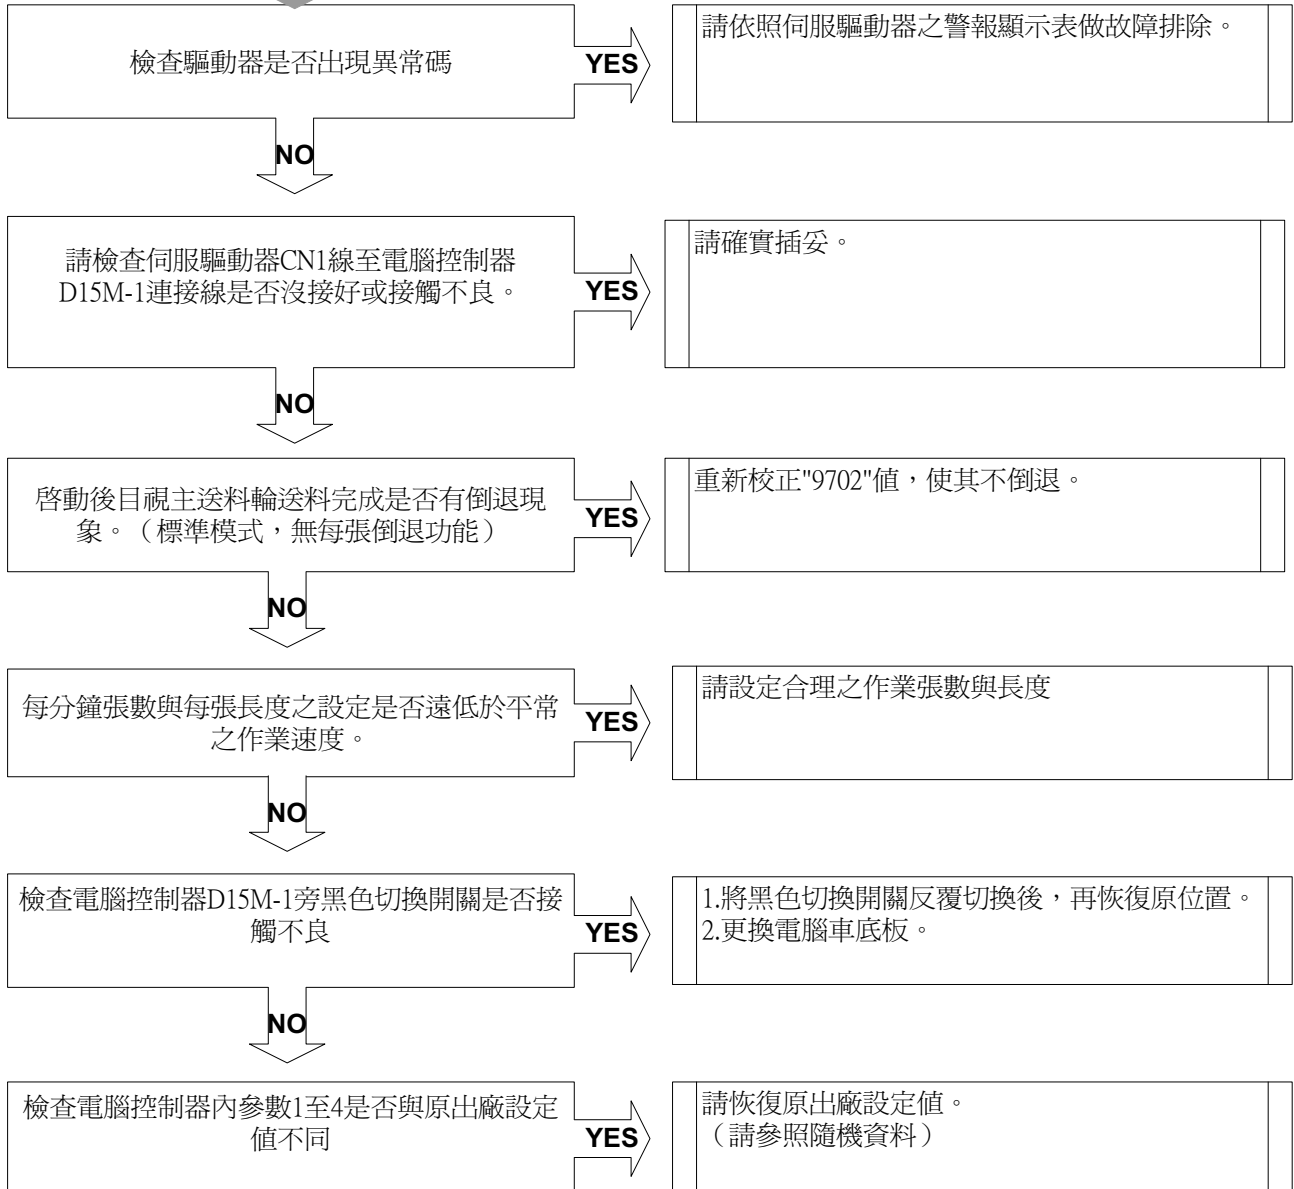 檢查驅動器是否出現異常碼
YES
請依照伺服驅動器之警報顯示表做故障排除。
NO
請檢查伺服驅動器CN1線至電腦控制器
D15M-1連接線是否沒接好或接觸不良。
YES
請確實插妥。
NO
啓動後目視主送料輪送料完成是否有倒退現
象。（標準模式，無每張倒退功能）
YES
重新校正"9702"值，使其不倒退。
NO
每分鐘張數與每張長度之設定是否遠低於平常
之作業速度。
YES
請設定合理之作業張數與長度
NO
檢查電腦控制器D15M-1旁黑色切換開關是否接
觸不良
YES
1.將黑色切換開關反覆切換後，再恢復原位置。
2.更換電腦車底板。
NO
檢查電腦控制器內參數1至4是否與原出廠設定
值不同
YES
請恢復原出廠設定值。
（請參照隨機資料）